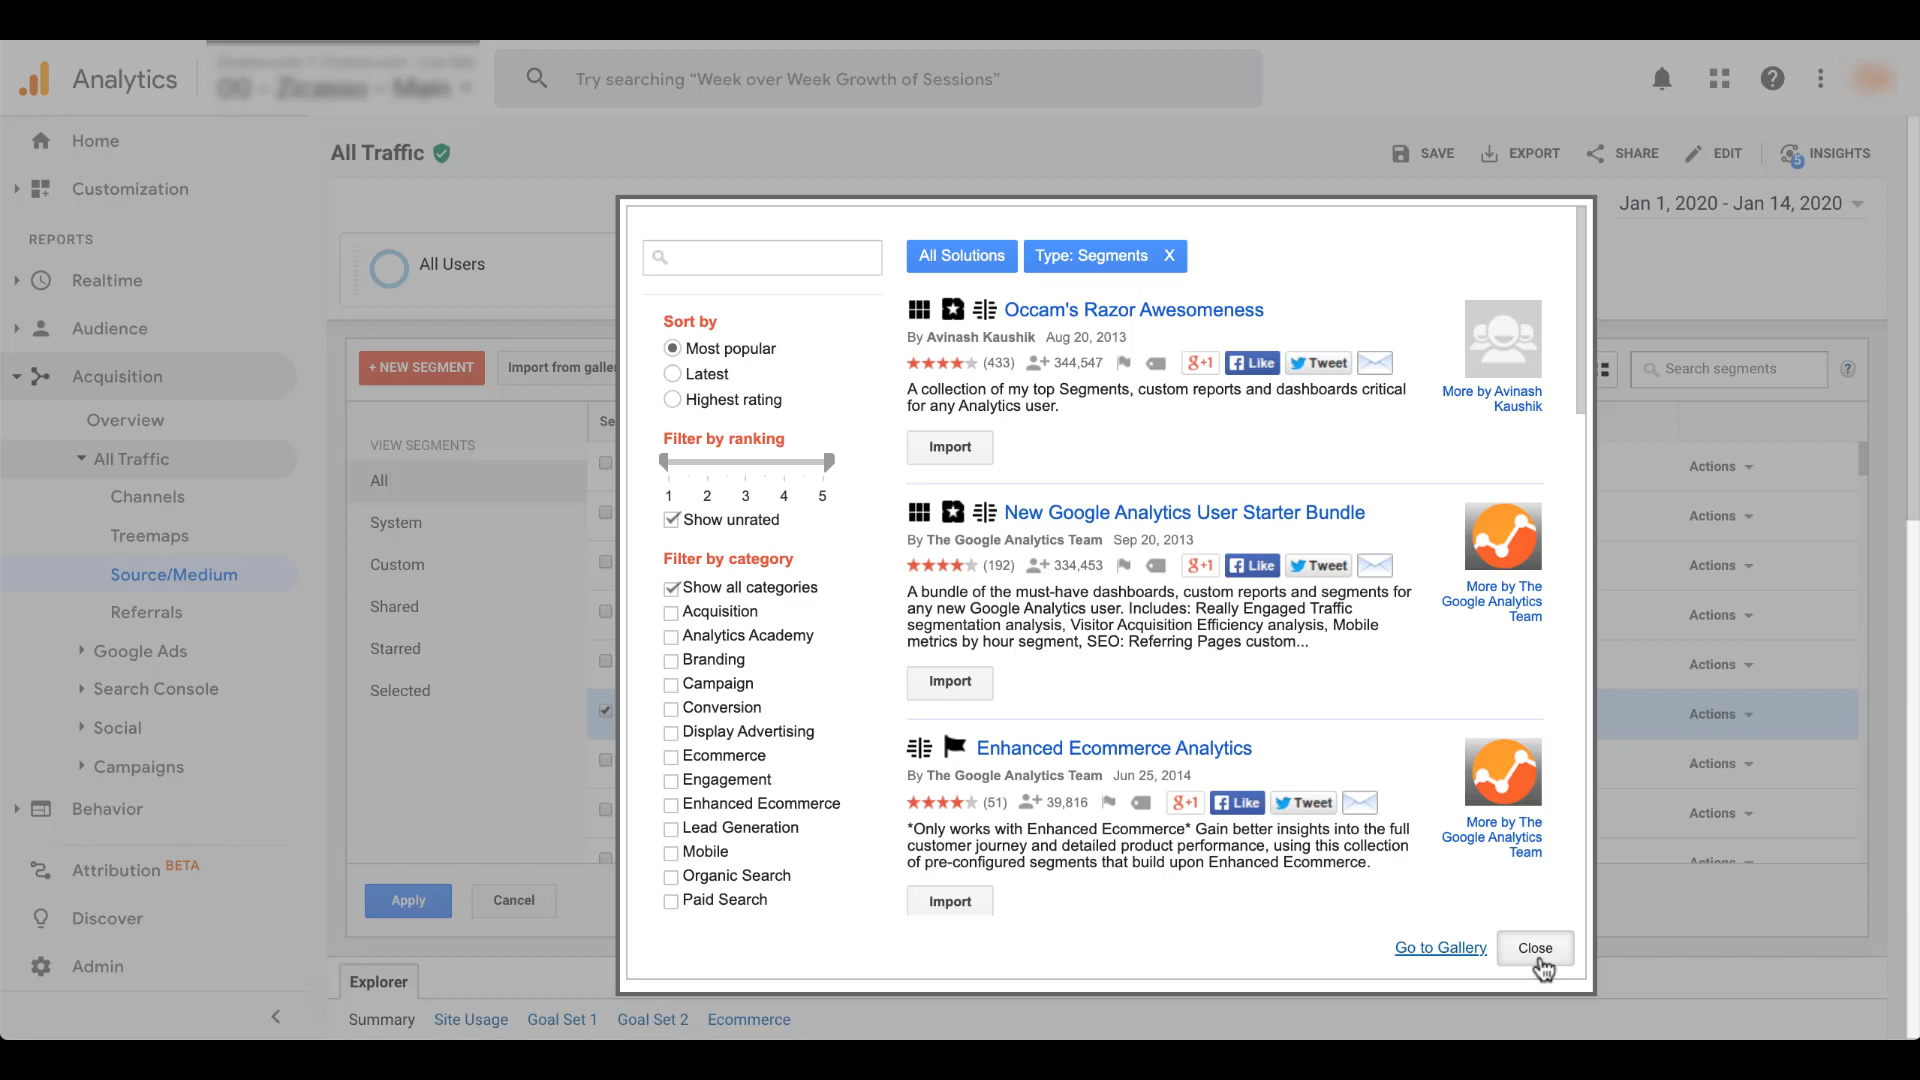 Analytics
Try searching “Week over Week Growth of Sessions”
Home
Customization
REPORTS
Realtime
Audience
Acquisition
Overview
All Traffic
Channels
Treemaps
Source/Medium
Referrals
Google Ads
Search Console
Social
Campaigns
Behavior
Attribution BETA
Discover
Admin
All Traffic
SAVE
EXPORT
SHARE
EDIT
5
INSIGHTS
Jan 1, 2020 - Jan 14, 2020
All Users
+ NEW SEGMENT
Import from galle
Search segments
?
VIEW SEGMENTS
All
System
Custom
Shared
Starred
Selected
Se
Apply
Cancel
Actions
Actions
Actions
Actions
Actions
Actions
Actions
Actions
Actions
Sort by
Most popular
Latest
Highest rating
Filter by ranking
1 2 3 4 5
Show unrated
Filter by category
Show all categories
Acquisition
Analytics Academy
Branding
Campaign
Conversion
Display Advertising
Ecommerce
Engagement
Enhanced Ecommerce
Lead Generation
Mobile
Organic Search
Paid Search
All Solutions
Type: Segments X
Occam's Razor Awesomeness
By Avinash Kaushik Aug 20, 2013
(433) 344,547 g+1 Like Tweet
A collection of my top Segments, custom reports and dashboards critical
for any Analytics user.
Import
More by Avinash
Kaushik
New Google Analytics User Starter Bundle
By The Google Analytics Team Sep 20, 2013
(192) 334,453 g+1 Like Tweet
A bundle of the must-have dashboards, custom reports and segments for
any new Google Analytics user. Includes: Really Engaged Traffic
segmentation analysis, Visitor Acquisition Efficiency analysis, Mobile
metrics by hour segment, SEO: Referring Pages custom...
Import
More by The
Google Analytics
Team
Enhanced Ecommerce Analytics
By The Google Analytics Team Jun 25, 2014
(51) 39,816 g+1 Like Tweet
*Only works with Enhanced Ecommerce* Gain better insights into the full
customer journey and detailed product performance, using this collection
of pre-configured segments that build upon Enhanced Ecommerce.
Import
More by The
Google Analytics
Team
Go to Gallery
Close
Explorer
Summary
Site Usage
Goal Set 1
Goal Set 2
Ecommerce